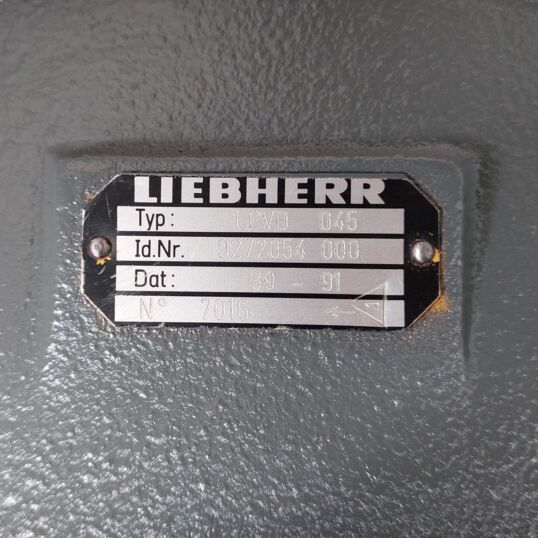 LIEBHERR
Typ: LPVD 045
Id.Nr. 9272054 000
Dat: 39 - 91
N° 7016